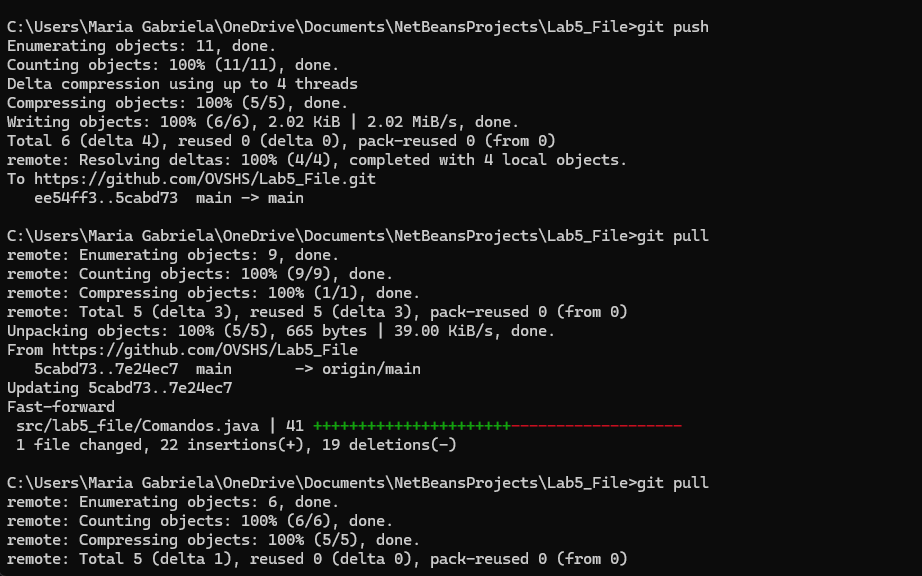 C:\Users\Maria Gabriela\OneDrive\Documents\NetBeansProjects\Lab5_File>git push
Enumerating objects: 11, done.
Counting objects: 100% (11/11), done.
Delta compression using up to 4 threads
Compressing objects: 100% (5/5), done.
Writing objects: 100% (6/6), 2.02 KiB | 2.02 MiB/s, done.
Total 6 (delta 4), reused 0 (delta 0), pack-reused 0 (from 0)
remote: Resolving deltas: 100% (4/4), completed with 4 local objects.
To https://github.com/OVSHS/Lab5_File.git
   ee54ff3..5cabd73  main -> main
C:\Users\Maria Gabriela\OneDrive\Documents\NetBeansProjects\Lab5_File>git pull
remote: Enumerating objects: 9, done.
remote: Counting objects: 100% (9/9), done.
remote: Compressing objects: 100% (1/1), done.
remote: Total 5 (delta 3), reused 5 (delta 3), pack-reused 0 (from 0)
Unpacking objects: 100% (5/5), 665 bytes | 39.00 KiB/s, done.
From https://github.com/OVSHS/Lab5_File
   5cabd73..7e24ec7  main       -> origin/main
Updating 5cabd73..7e24ec7
Fast-forward
 src/lab5_file/Comandos.java | 41 ++++++++++++++++++++++-------------------
 1 file changed, 22 insertions(+), 19 deletions(-)
C:\Users\Maria Gabriela\OneDrive\Documents\NetBeansProjects\Lab5_File>git pull
remote: Enumerating objects: 6, done.
remote: Counting objects: 100% (6/6), done.
remote: Compressing objects: 100% (5/5), done.
remote: Total 5 (delta 1), reused 0 (delta 0), pack-reused 0 (from 0)